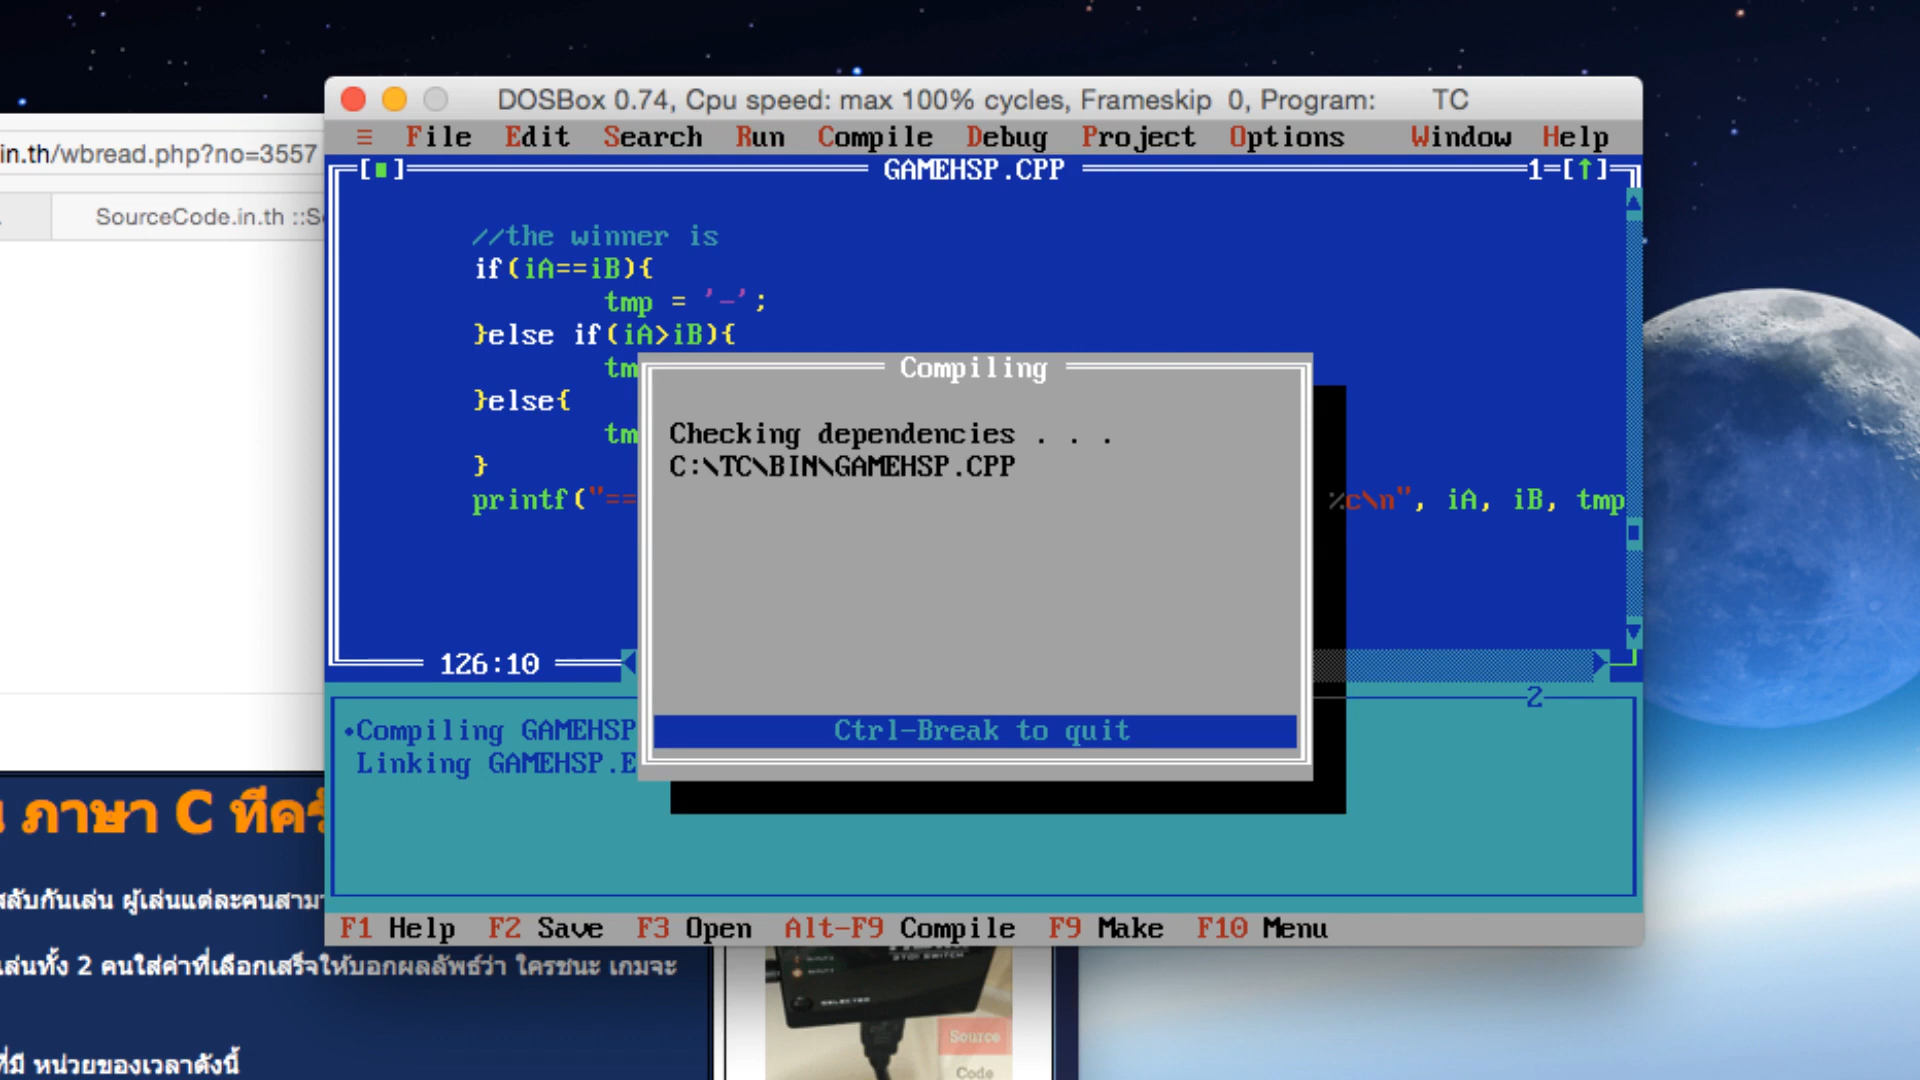 DOSBox 0.74, Cpu speed: max 100% cycles, Frameskip 0, Program: TC
≡ File Edit Search Run Compile Debug Project Options Window Help
in.th/wbread.php?no=3557
[■] GAMEHSP.CPP 1=[↑]
SourceCode.in.th ::S
//the winner is
if(iA==iB){
tmp = '-';
}else if(iA>iB){
tm
}else{
tm
}
printf("== %c\n", iA, iB, tmp
Compiling
Checking dependencies . . .
C:\TC\BIN\GAMEHSP.CPP
Ctrl-Break to quit
126:10
2
•Compiling GAMEHSP
Linking GAMEHSP.E
ภาษา C ที่คร
สลับกันเล่น ผู้เล่นแต่ละคนสาม
F1 Help F2 Save F3 Open Alt-F9 Compile F9 Make F10 Menu
เล่นทั้ง 2 คนใส่ค่าที่เลือกเสร็จให้บอกผลลัพธ์ว่า ใครชนะ เกมจะ
SELECTED
Source
Code
ที่มี หน่วยของเวลาดังนี้